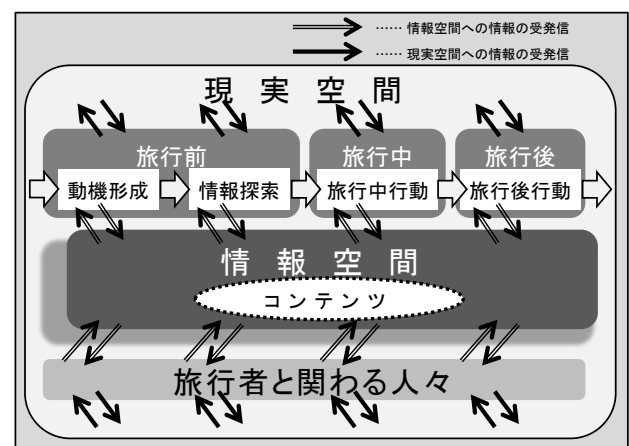 …… 情報空間への情報の受発信
…… 現実空間への情報の受発信
現実空間
旅行前
旅行中
旅行後
動機形成
情報探索
旅行中行動
旅行後行動
情報空間
コンテンツ
旅行者と関わる人々